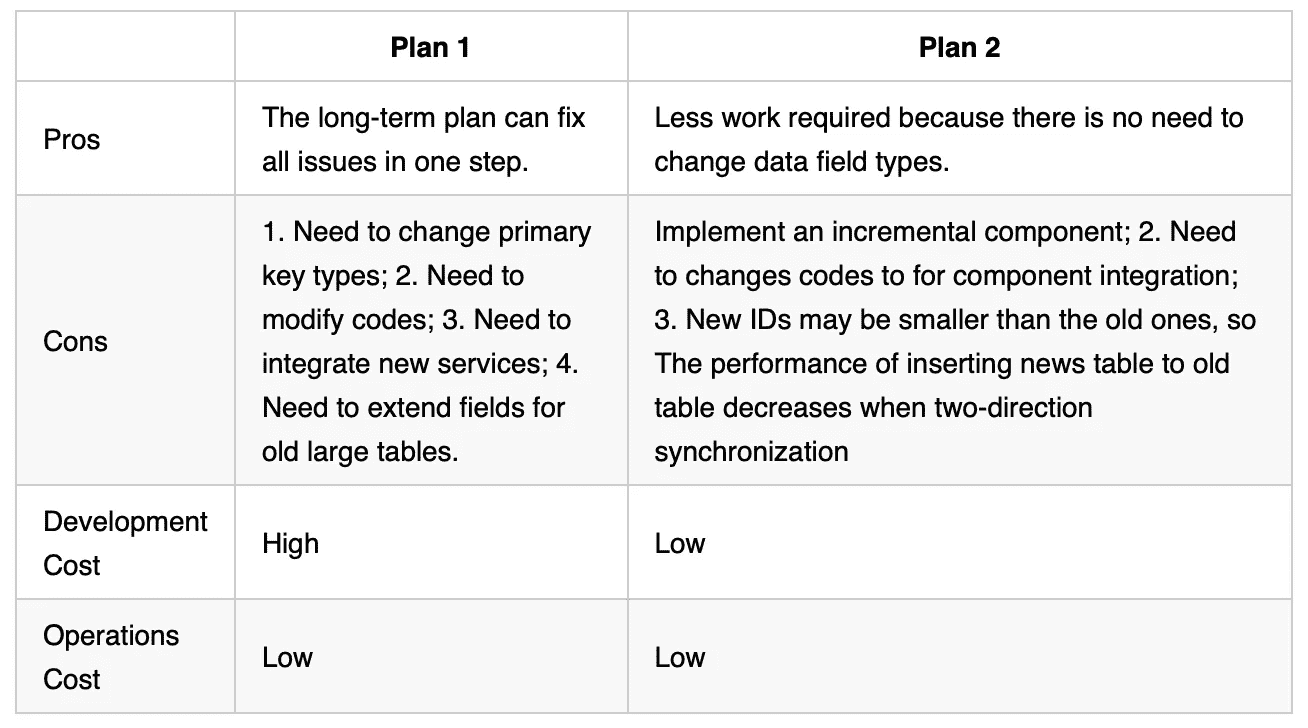 Plan 1
Plan 2
Pros
The long-term plan can fix
all issues in one step.
Less work required because there is no need to
change data field types.
Cons
1. Need to change primary
key types; 2. Need to
modify codes; 3. Need to
integrate new services; 4.
Need to extend fields for
old large tables.
Implement an incremental component; 2. Need
to changes codes to for component integration;
3. New IDs may be smaller than the old ones, so
The performance of inserting news table to old
table decreases when two-direction
synchronization
Development
Cost
High
Low
Operations
Cost
Low
Low